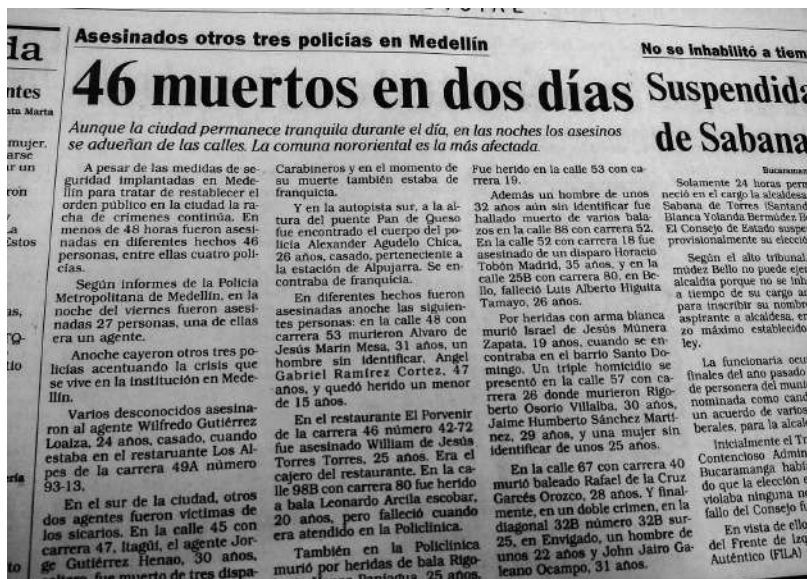 Asesinados otros tres policías en Medellín
46 muertos en dos días
Aunque la ciudad permanece tranquila durante el día, en las noches los asesinos
se adueñan de las calles. La comuna nororiental es la más afectada.
A pesar de las medidas de se-
guridad implantadas en Mede-
llín para tratar de restablecer el
orden público en la ciudad la ra-
cha de crímenes continúa. En
menos de 48 horas fueron asesi-
nadas en diferentes hechos 46
personas, entre ellas cuatro poli-
cías.
Según informes de la Policía
Metropolitana de Medellín, en la
noche del viernes fueron asesi-
nadas 27 personas, una de ellas
era un agente.
Anoche cayeron otros tres po-
licías acentuando la crisis que
se vive en la institución en Mede-
llín.
Varios desconocidos asesina-
ron al agente Wilfredo Gutiérrez
Loaiza, 24 años, casado, cuando
estaba en el restaruante Los Al-
pes de la carrera 49A número
93-13.
En el sur de la ciudad, otros
dos agentes fueron víctimas de
los sicarios. En la calle 45 con
carrera 47, Itagüí, el agente Jor-
ge Gutiérrez Henao, 30 años,
fue muerto de tres dispa-
Carabineros y en el momento de
su muerte también estaba de
franquicia.
Y en la autopista sur, a la al-
tura del puente Pan de Queso
fue encontrado el cuerpo del po-
licía Alexander Agudelo Chica,
26 años, casado, perteneciente a
la estación de Alpujarra. Se en-
contraba de franquicia.
En diferentes hechos fueron
asesinadas anoche las siguien-
tes personas: en la calle 48 con
carrera 53 murieron Alvaro de
Jesús Marin Mesa, 31 años, un
hombre sin identificar, Angel
Gabriel Ramírez Cortez, 47
años, y quedó herido un menor
de 15 años.
En el restaurante El Porvenir
de la carrera 46 número 42-72
fue asesinado William de Jesús
Torres Torres, 25 años. Era el
cajero del restaurante. En la ca-
lle 98B con carrera 80 fue herido
a bala Leonardo Arcila escobar,
20 años, pero falleció cuando
era atendido en la Policlínica.
También en la Policlínica
murió por heridas de bala Rigo-
25 años.
Fue herido en la calle 53 con ca-
rrera 19.
Además un hombre de unos
32 años aún sin identificar fue
hallado muerto de varios bala-
zos en la calle 88 con carrera 52.
En la calle 52 con carrera 18 fue
asesinado de un disparo Horacio
Tobón Madrid, 35 años, y en la
calle 25B con carrera 80, en Be-
llo, falleció Luis Alberto Higuita
Tamayo, 26 años.
Por heridas con arma blanca
murió Israel de Jesús Múnera
Zapata, 19 años, cuando se en-
contraba en el barrio Santo Do-
mingo. Un triple homicidio se
presentó en la calle 57 con ca-
rrera 26 donde murieron Rigo-
berto Osorio Villalba, 30 años,
Jaime Humberto Sánchez Martí-
nez, 29 años, y una mujer sin
identificar de unos 25 años.
En la calle 67 con carrera 40
murió baleado Rafael de la Cruz
Garcés Orozco, 28 años. Y final-
mente, en un doble crimen, en la
diagonal 32B número 32B sur-
25, en Envigado, un hombre de
unos 22 años y John Jairo Ga-
leano Ocampo, 31 años.
No se inhabilitó a tiem
Suspendida
de Sabana
Bucaraman
Solamente 24 horas perm
neció en el cargo la alcaldesa
Sabana de Torres (Santand
Blanca Yolanda Bermúdez Be
El Consejo de Estado suspe
provisionalmente su elecció
Según el alto tribunal,
múdez Bello no puede ejer
alcaldía porque no se inh
a tiempo de su cargo an
para inscribir su nombr
aspirante a alcaldesa, en
zo máximo establecido
ley.
La funcionaria ocu
finales del año pasado
de personera del muni
nominada como cand
un acuerdo de vario
berales, para la alcal
Inicialmente el Tr
Contencioso Admin
Bucaramanga habí
do que la elección e
violaba ninguna n
fallo del Consejo fu
En vista de ello
del Frente de Izq
Auténtico (FILA)